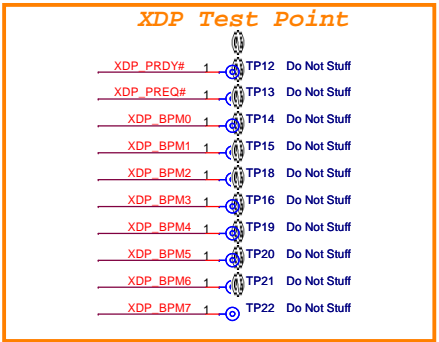 XDP Test Point
XDP_PRDY# 1 TP12 Do Not Stuff
XDP_PREQ# 1 TP13 Do Not Stuff
XDP_BPM0 1 TP14 Do Not Stuff
XDP_BPM1 1 TP15 Do Not Stuff
XDP_BPM2 1 TP18 Do Not Stuff
XDP_BPM3 1 TP16 Do Not Stuff
XDP_BPM4 1 TP19 Do Not Stuff
XDP_BPM5 1 TP20 Do Not Stuff
XDP_BPM6 1 TP21 Do Not Stuff
XDP_BPM7 1 TP22 Do Not Stuff